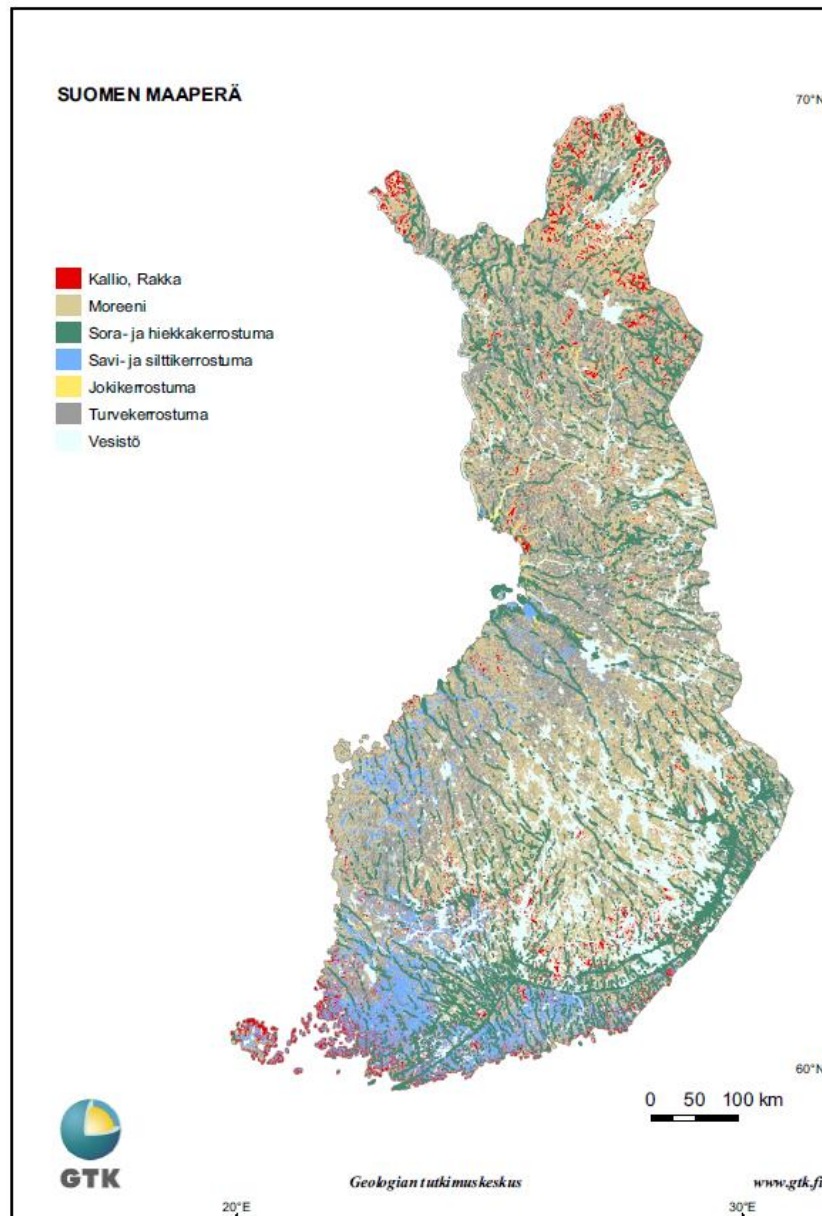 SUOMEN MAAPERÄ
70°N
Kallio, Rakka
Moreeni
Sora- ja hiekkakerrostuma
Savi- ja silttikerrostuma
Jokikerrostuma
Turvekerrostuma
Vesistö
60°N
0 50 100 km
GTK
Geologian tutkimuskeskus
www.gtk.fi
20°E
30°E